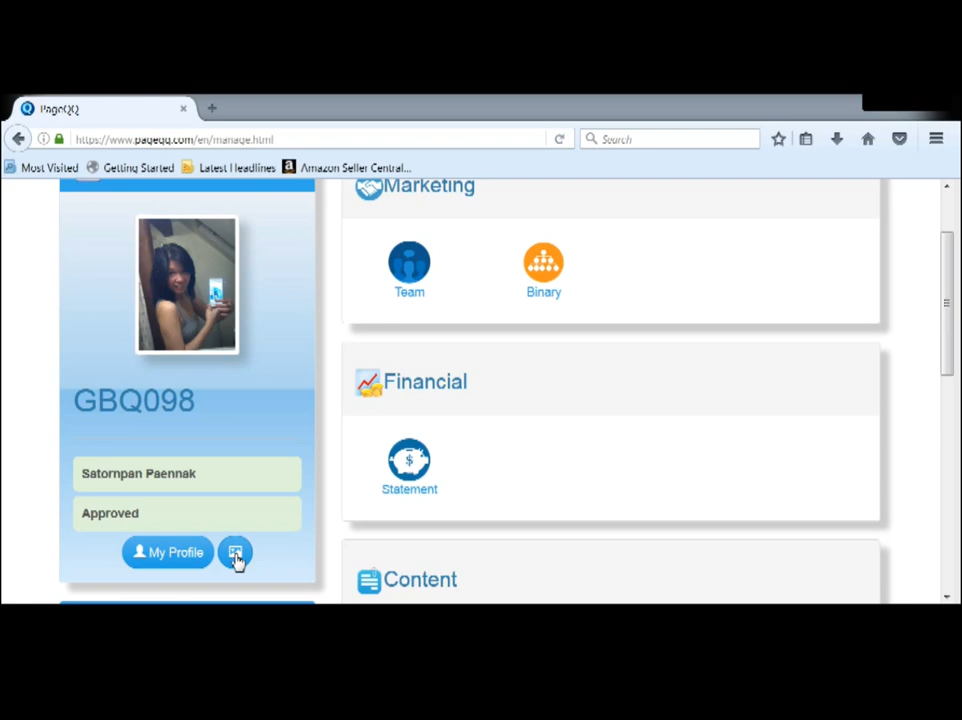 PageQQ
https://www.pageqq.com/en/manage.html
Search
Most Visited
Getting Started
Latest Headlines
Amazon Seller Central...
Marketing
Team
Binary
GBQ098
Financial
Satornpan Paennak
Statement
Approved
My Profile
Content